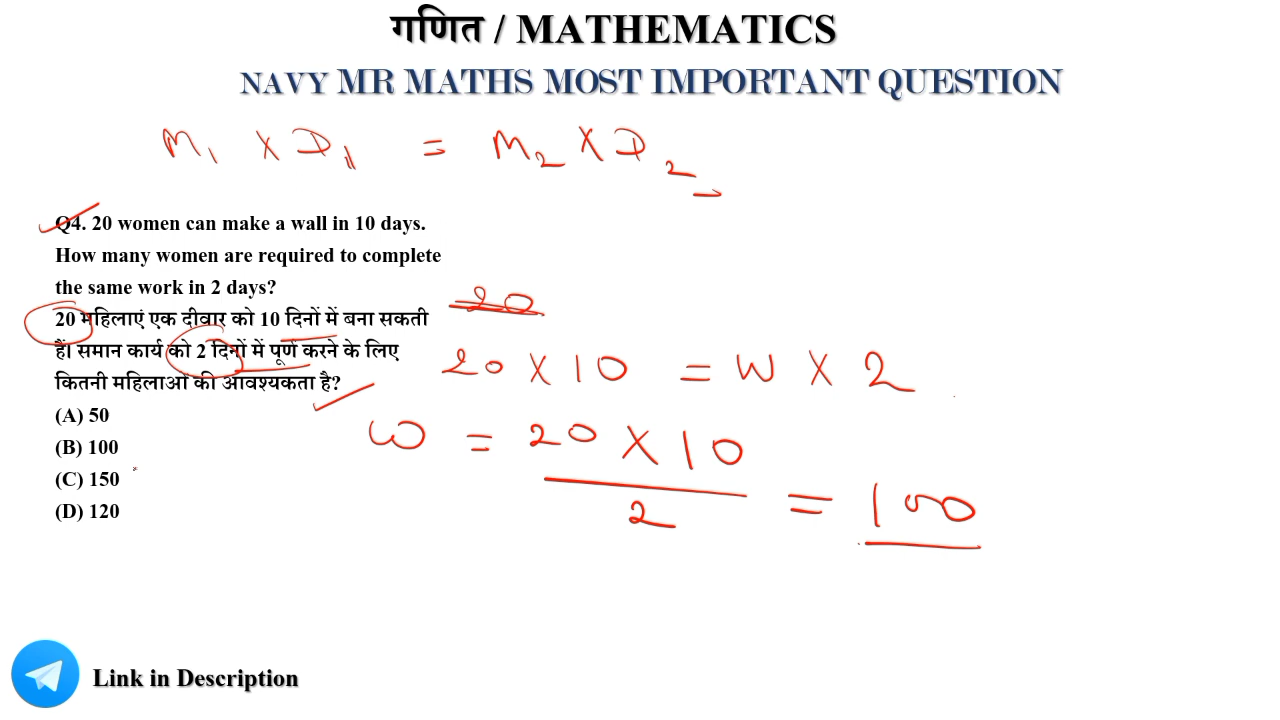 गणित / MATHEMATICS
NAVY MR MATHS MOST IMPORTANT QUESTION
M₁ X D₁ = M₂ X D₂
Q4. 20 women can make a wall in 10 days.
How many women are required to complete
the same work in 2 days?
20 महिलाएं एक दीवार को 10 दिनों में बना सकती
हैं। समान कार्य को 2 दिनों में पूर्ण करने के लिए
कितनी महिलाओं की आवश्यकता है?
(A) 50
(B) 100
(C) 150
(D) 120
20
20 X 10 = W X 2
W = 20 X 10
2
= 100
Link in Description